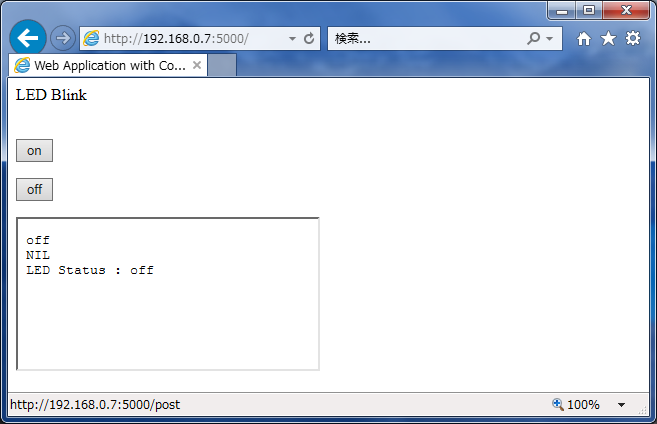 http://192.168.0.7:5000/
検索...
Web Application with Co...
LED Blink
on
off
off
NIL
LED Status : off
http://192.168.0.7:5000/post
100%